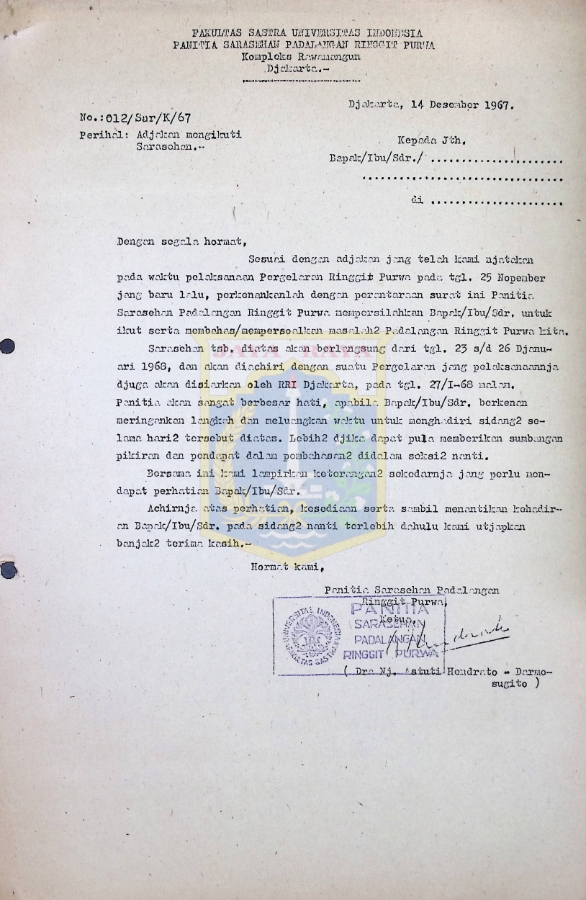 FAKULTAS SASTRA UNIVERSITAS INDONESIA
PANITIA SARASEHAN PADALANGAN RINGGIT PURWA
Kompleks Rawamangun
Djakarta.-
Djakarta, 14 Desember 1967.
No.:012/Sar/K/67
Perihal: Adjakan mengikuti
Sarasehan.-
Kepada Jth.
Bapak/Ibu/Sdr./ .....................
................................
di .....................
Dengan segala hormat,
Sesuai dengan adjakan jang telah kami njatakan
pada waktu pelaksanaan Pergelaran Ringgit Purwa pada tgl. 25 Nopember
jang baru lalu, perkenankanlah dengan perantaraan surat ini Panitia
Sarasehan Padalangan Ringgit Purwa mempersilahkan Bapak/Ibu/Sdr. untuk
ikut serta membahas/mempersoalkan masalah2 Padalangan Ringgit Purwa kita.
Sarasehan tsb. diatas akan berlangsung dari tgl. 23 s/d 26 Djanu-
ari 1968, dan akan diachiri dengan suatu Pergelaran jang pelaksanaannja
djuga akan disiarkan oleh RRI Djakarta, pada tgl. 27/I-68 malam.
Panitia akan sangat berbesar hati, apabila Bapak/Ibu/Sdr. berkenan
meringankan langkah dan meluangkan waktu untuk menghadiri sidang2 se-
lama hari2 tersebut diatas. Lebih2 djika dapat pula memberikan sumbangan
pikiran dan pendapat dalam pembahasan2 didalam seksi2 nanti.
Bersama ini kami lampirkan keterangan2 sekedarnja jang perlu men-
dapat perhatian Bapak/Ibu/Sdr.
Achirnja atas perhatian, kesediaan serta sambil menantikan kehadir-
an Bapak/Ibu/Sdr. pada sidang2 nanti terlebih dahulu kami utjapkan
banjak2 terima kasih.-
Hormat kami,
Panitia Sarasehan Padalangan
Ringgit Purwa,
Ketua,
UNIVERSITAS INDONESIA
FAKULTAS SASTRA
PANITIA
SARASEHAN
PADALANGAN
RINGGIT PURWA
( Dra Nj. Astuti Hendrato - Darmo-
sugito )
JAYA RAYA